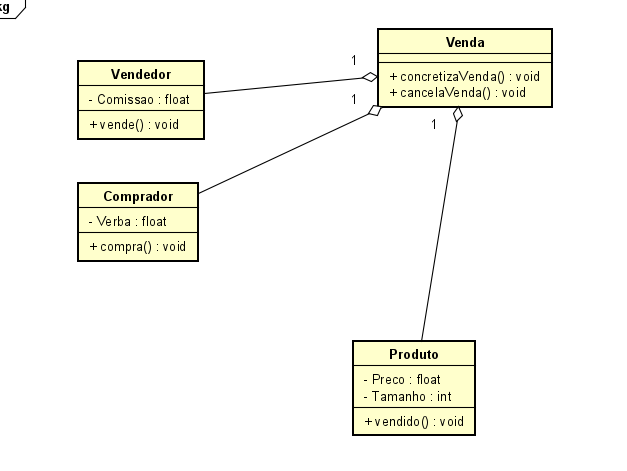 kg
Venda
+ concretizaVenda() : void
+ cancelaVenda() : void
1
Vendedor
- Comissao : float
+ vende() : void
1
1
Comprador
- Verba : float
+ compra() : void
Produto
- Preco : float
- Tamanho : int
+ vendido() : void